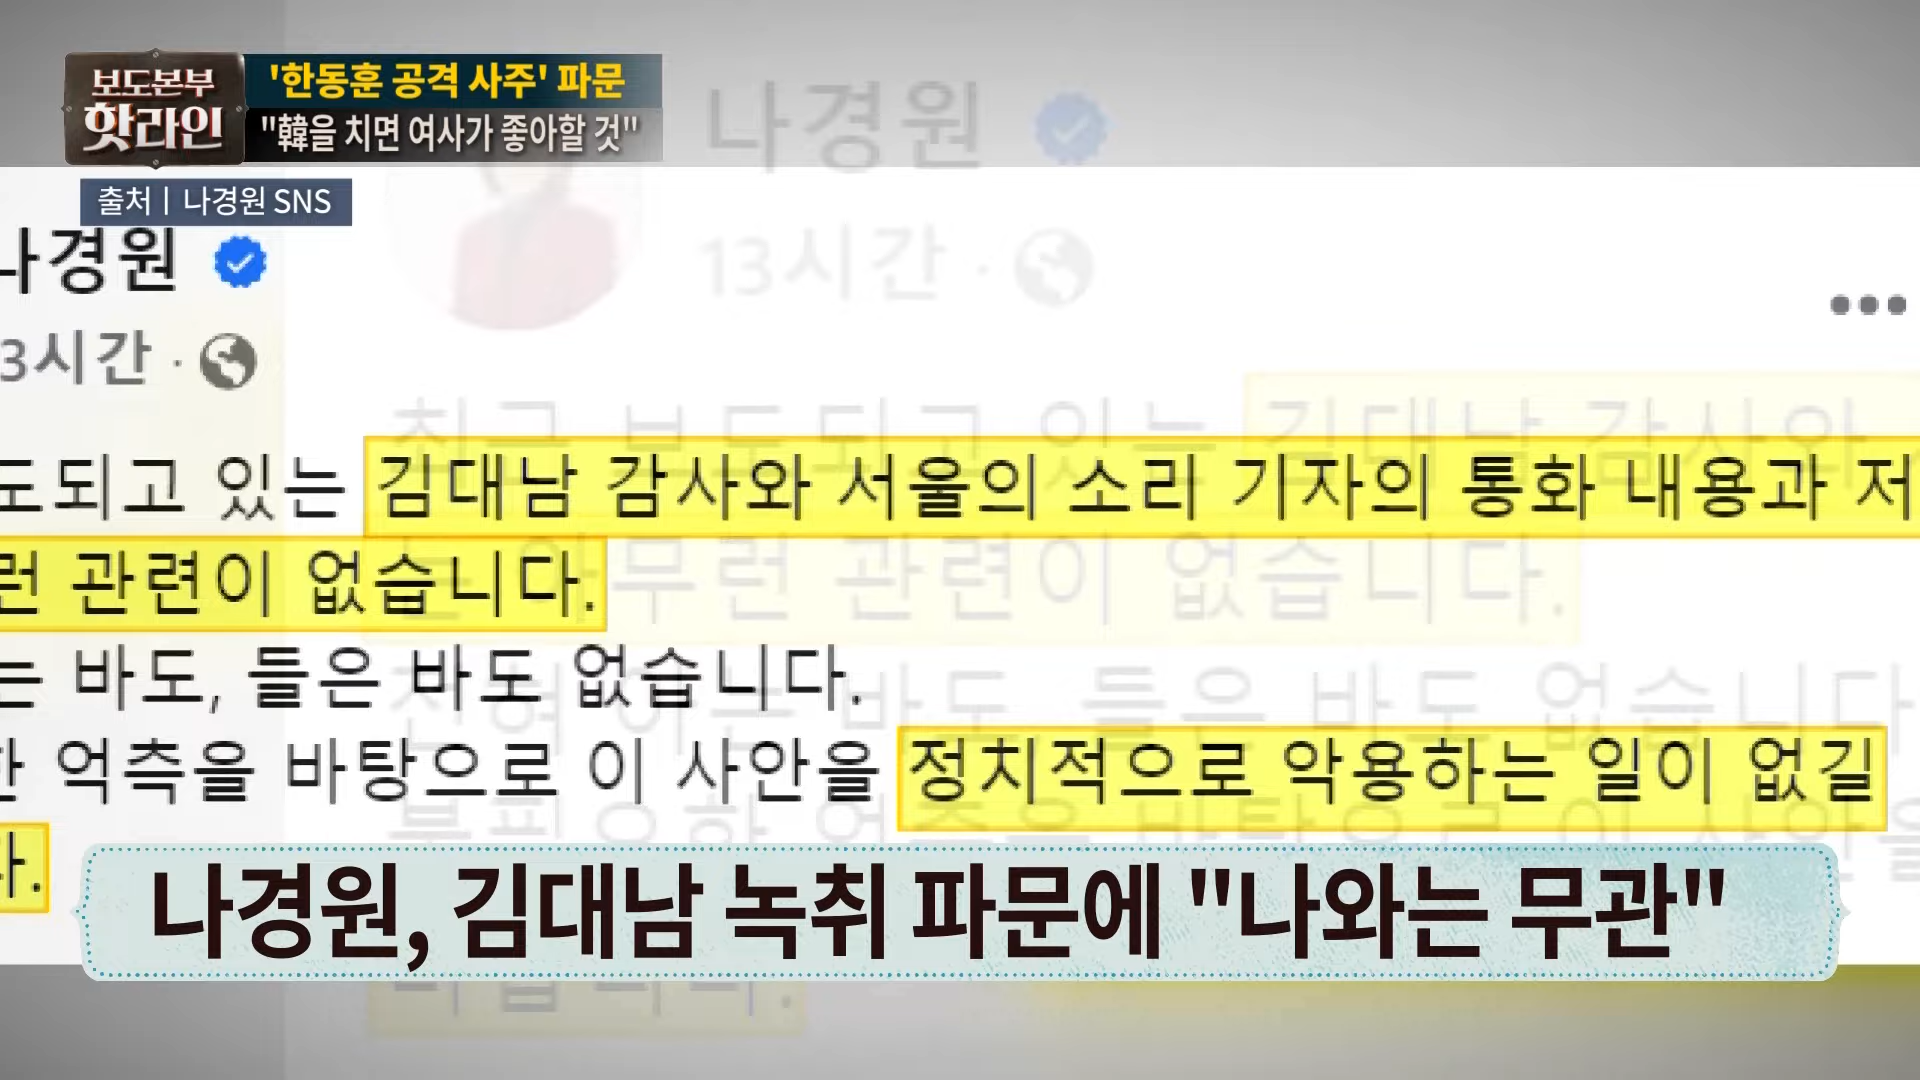 보도본부
핫라인
'한동훈 공격 사주' 파문
"韓을 치면 여사가 좋아할 것"
출처 | 나경원 SNS
나경원
13시간
나경원
3시간 ·
도되고 있는 김대남 감사와 서울의 소리 기자의 통화 내용과 저
런 관련이 없습니다.
는 바도, 들은 바도 없습니다.
한 억측을 바탕으로 이 사안을 정치적으로 악용하는 일이 없길
다.
나경원, 김대남 녹취 파문에 "나와는 무관"